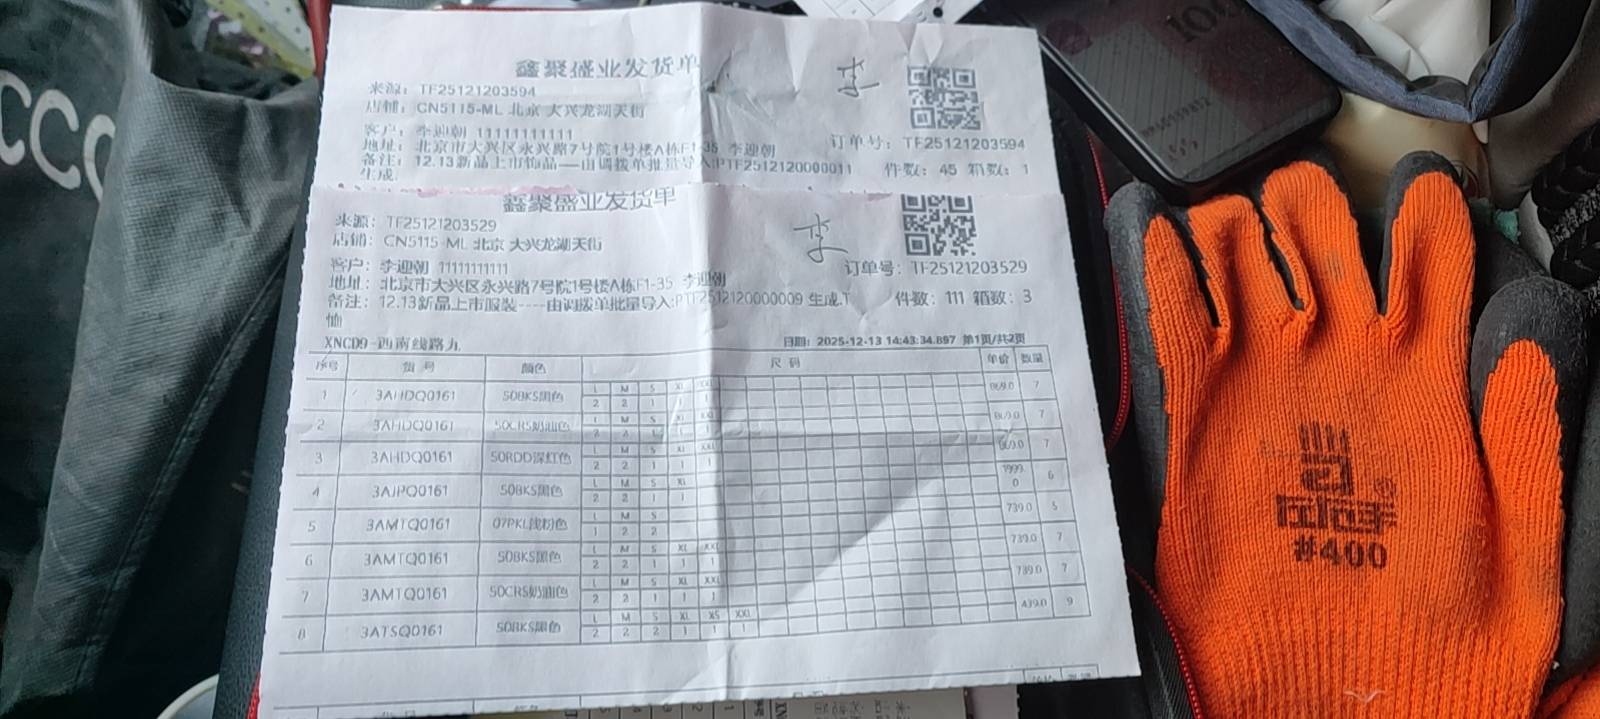 鑫聚盛业发货单
来源: TF25121203594
店铺: CN5115-ML 北京 大兴龙湖天街
客户: 李迎朝 11111111111
订单号: TF25121203594
地址: 北京市大兴区永兴路7号院1号楼A栋F1-35 李迎朝
备注: 12.13新品上市饰品----由调拨单批量导入:PTF2512120000011
生成.
件数: 45 箱数: 1
鑫聚盛业发货单
来源: TF25121203529
店铺: CN5115-ML 北京 大兴龙湖天街
客户: 李迎朝 11111111111
订单号: TF25121203529
地址: 北京市大兴区永兴路7号院1号楼A栋F1-35 李迎朝
备注: 12.13新品上市服装----由调拨单批量导入:PTF2512120000009 生成.T
恤
件数: 111 箱数: 3
XNCD9-西南线路九
日期: 2025-12-13 14:43:34.897 第1页/共2页
序号 货号 颜色 尺码 单价 数量
1 3AHDQ0161 50BKS黑色 L M S XL XXL 869.0 7
2 2 1 1
2 3AHDQ0161 50CRS奶油色 L M S XL XXL 869.0 7
2 2 1 1 1
3 3AHDQ0161 50RDD深红色 L M S XL XXL 869.0 7
2 2 1 1 1
4 3AJPQ0161 50BKS黑色 L M S XL 1999.0 6
2 2 1 1
5 3AMTQ0161 07PKL浅粉色 L M S 739.0 5
1 2 2
6 3AMTQ0161 50BKS黑色 L M S XL XXL 739.0 7
2 2 1 1 1
7 3AMTQ0161 50CRS奶油色 L M S XL XXL 739.0 7
2 2 1 1 1
8 3ATSQ0161 50BKS黑色 L M S XL XS XXL 439.0 9
2 2 2 1 1 1
#400